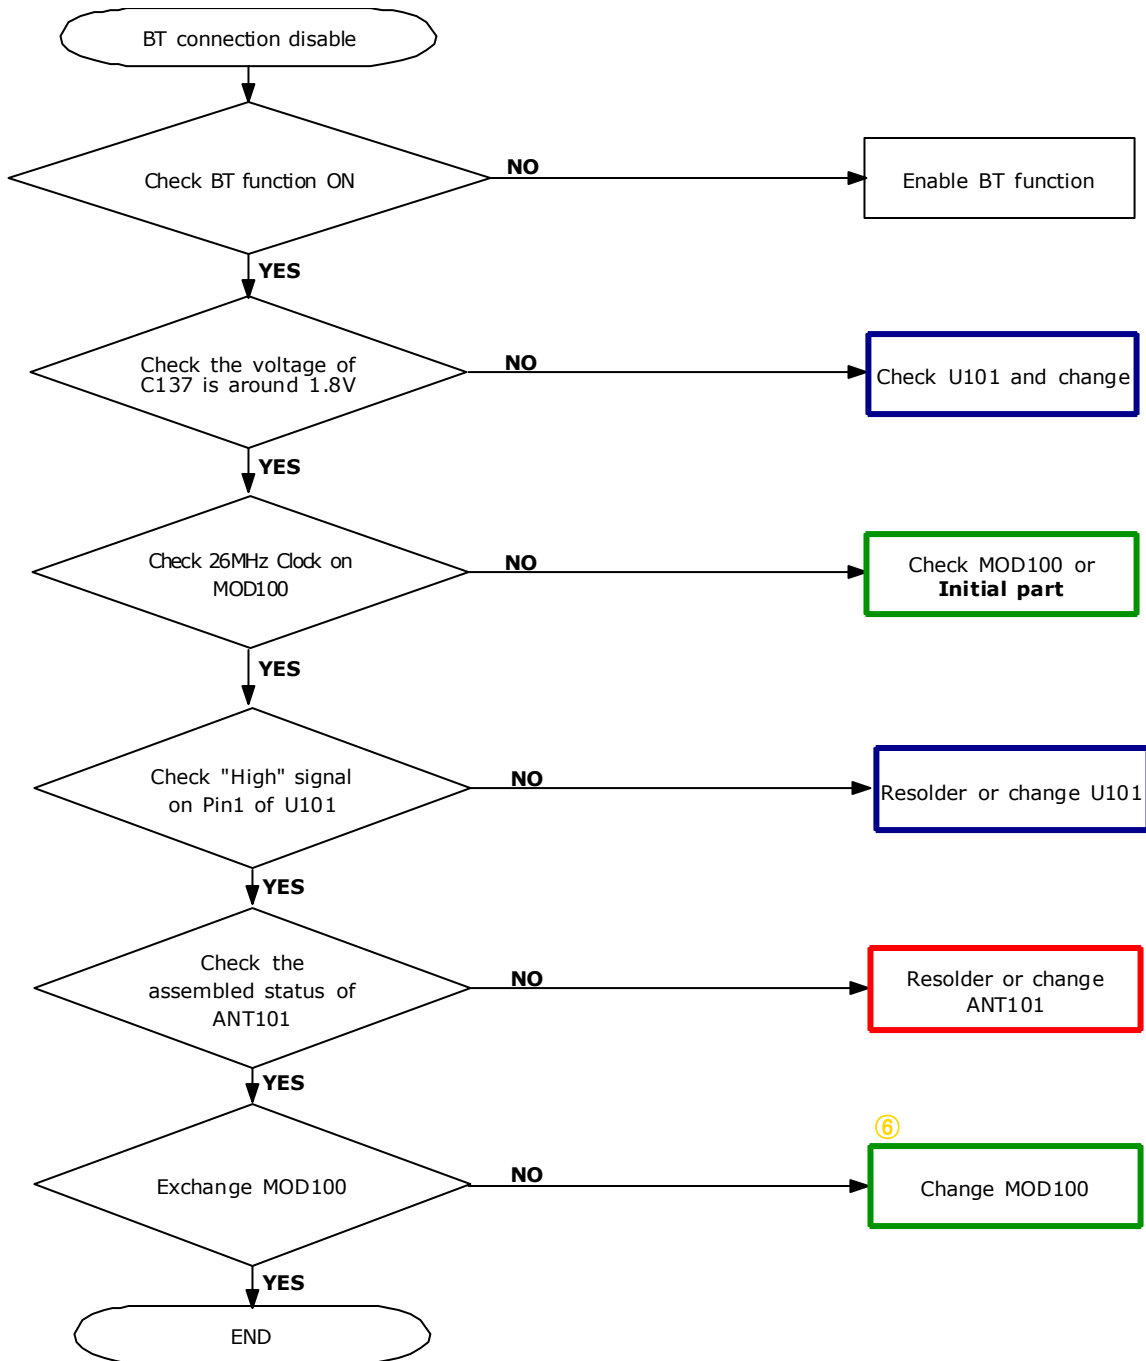 BT connection disable
Check BT function ON
NO
Enable BT function
YES
Check the voltage of
C137 is around 1.8V
NO
Check U101 and change
YES
Check 26MHz Clock on
MOD100
NO
Check MOD100 or
Initial part
YES
Check "High" signal
on Pin1 of U101
NO
Resolder or change U101
YES
Check the
assembled status of
ANT101
NO
Resolder or change
ANT101
YES
Exchange MOD100
NO
⑥
Change MOD100
YES
END